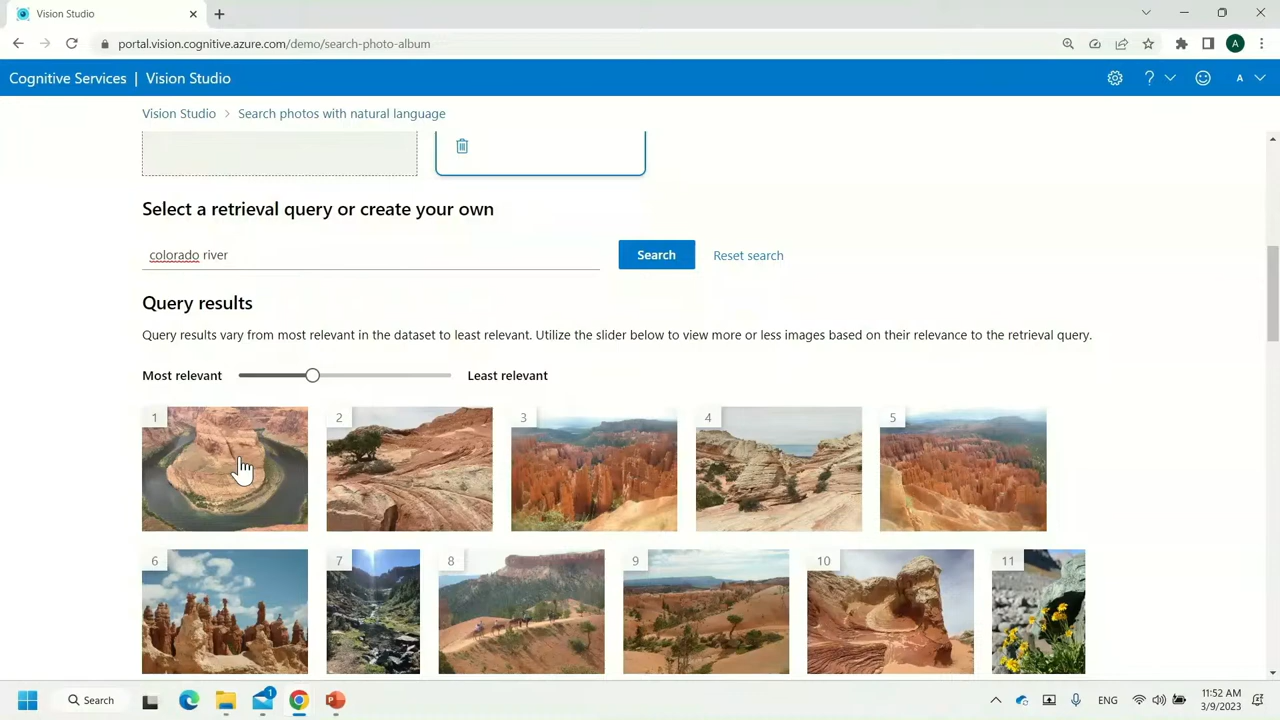 Vision Studio
portal.vision.cognitive.azure.com/demo/search-photo-album
A
Cognitive Services | Vision Studio
? A
Vision Studio > Search photos with natural language
Select a retrieval query or create your own
colorado river
Search
Reset search
Query results
Query results vary from most relevant in the dataset to least relevant. Utilize the slider below to view more or less images based on their relevance to the retrieval query.
Most relevant
Least relevant
1 2 3 4 5
6 7 8 9 10 11
Search
1
P
ENG
11:52 AM
3/9/2023